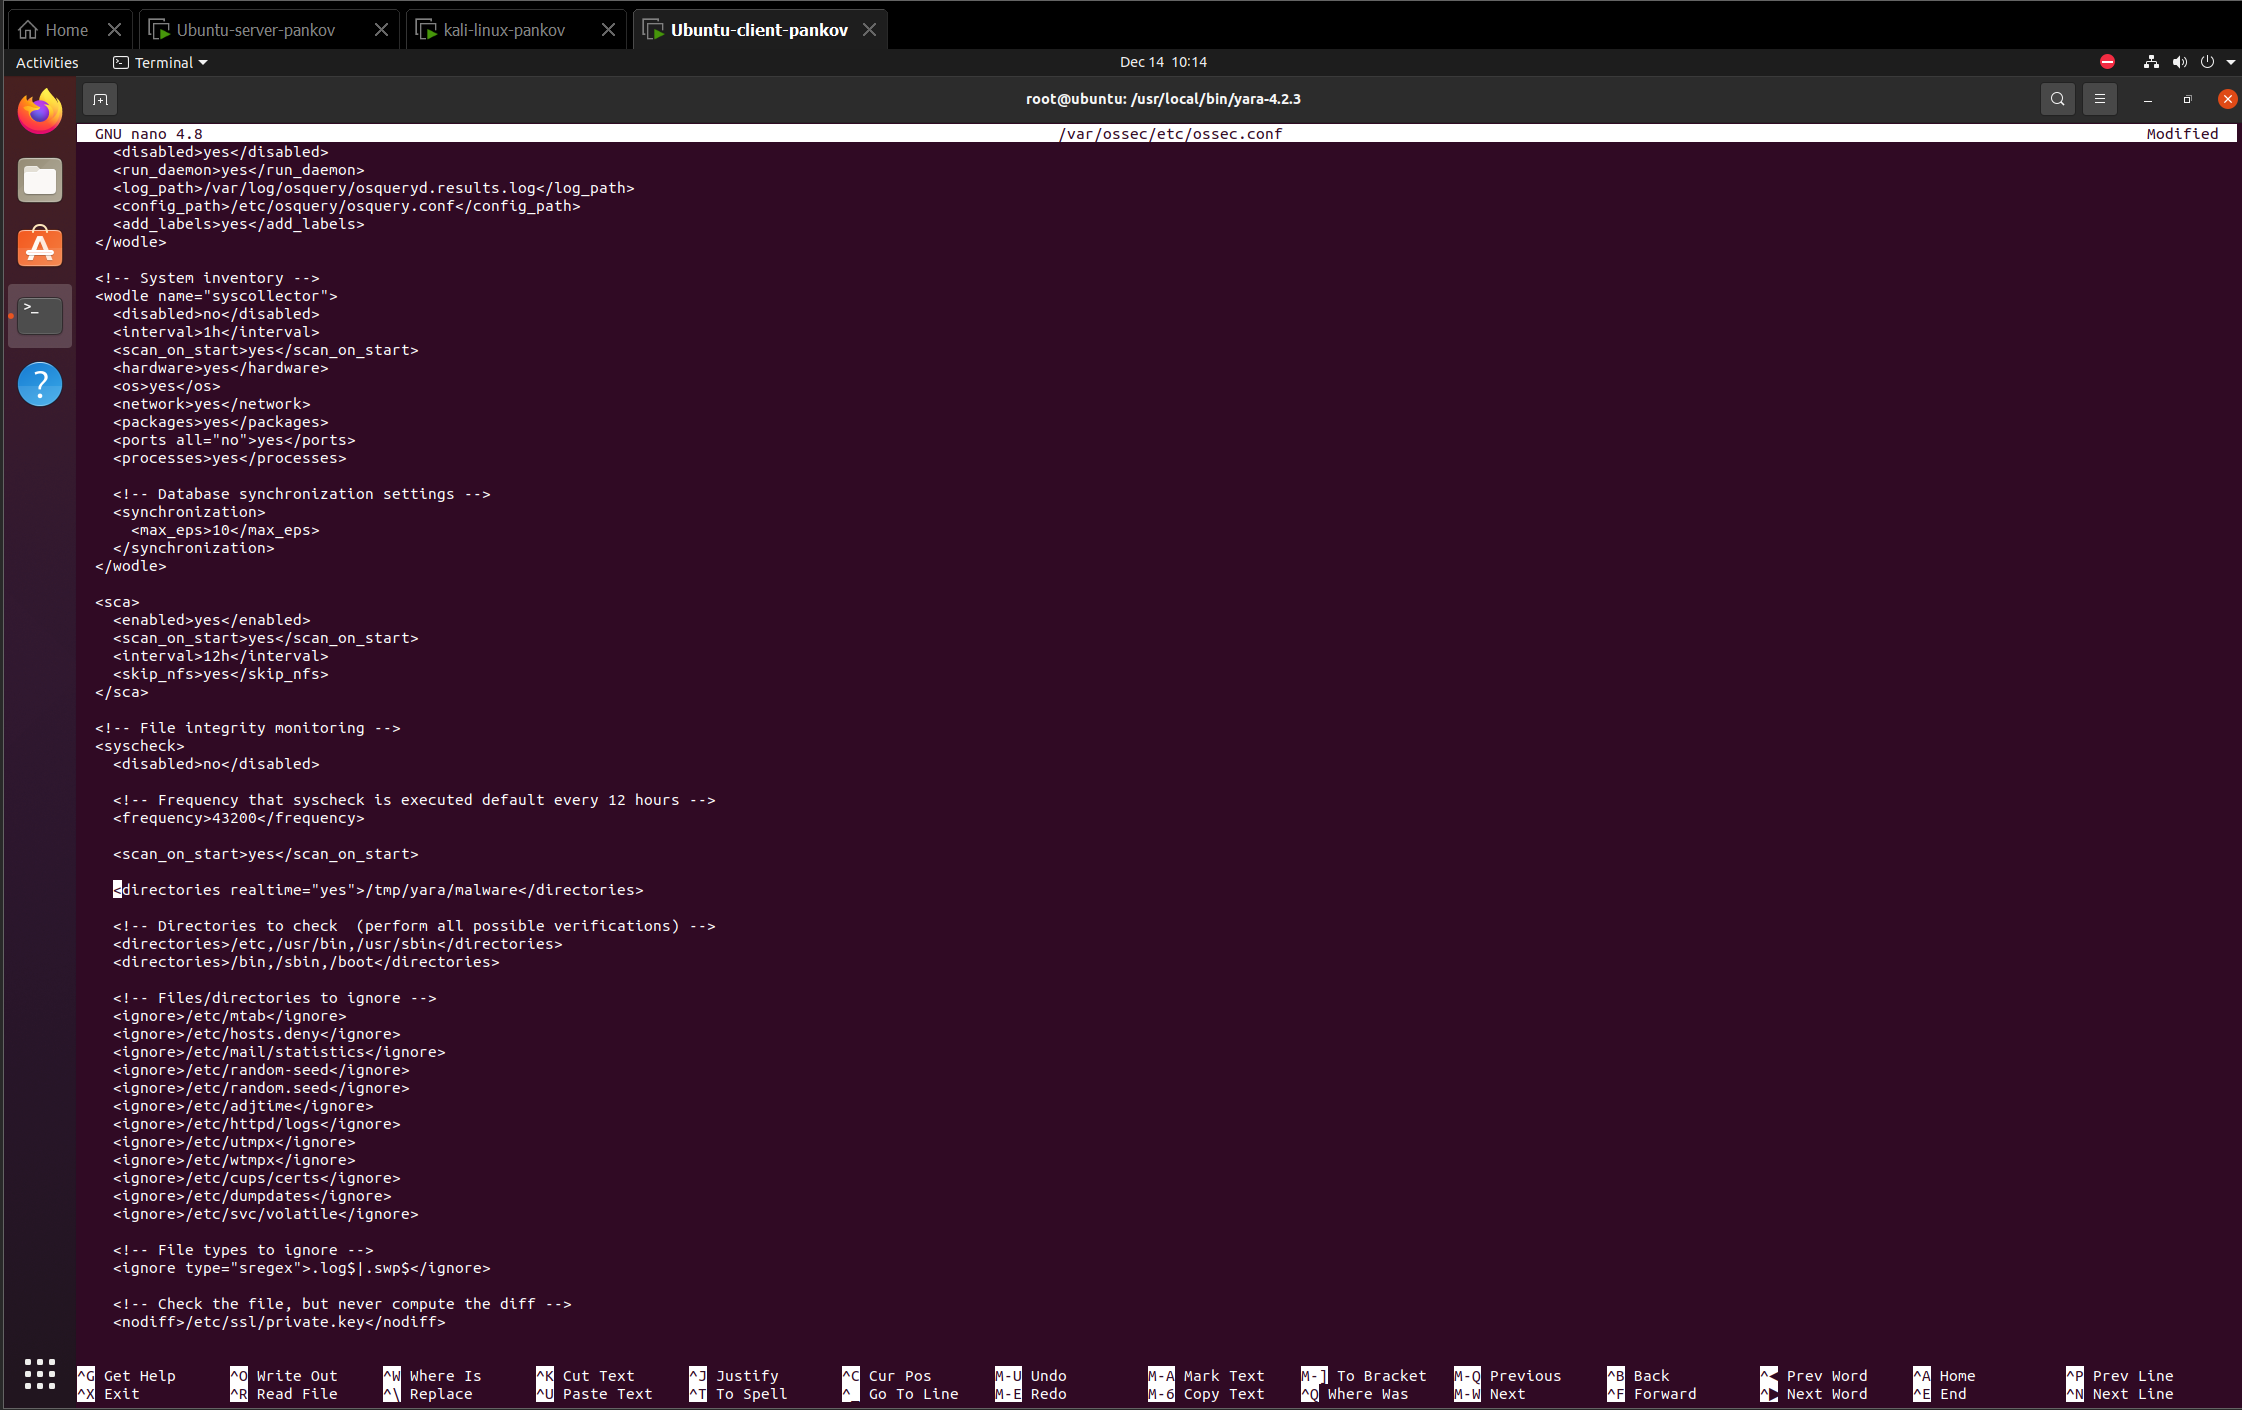 Home
Ubuntu-server-pankov
kali-linux-pankov
Ubuntu-client-pankov
Activities
Terminal
Dec 14 10:14
root@ubuntu: /usr/local/bin/yara-4.2.3
GNU nano 4.8 /var/ossec/etc/ossec.conf Modified
<disabled>yes</disabled>
<run_daemon>yes</run_daemon>
<log_path>/var/log/osquery/osqueryd.results.log</log_path>
<config_path>/etc/osquery/osquery.conf</config_path>
<add_labels>yes</add_labels>
</wodle>
<!-- System inventory -->
<wodle name="syscollector">
<disabled>no</disabled>
<interval>1h</interval>
<scan_on_start>yes</scan_on_start>
<hardware>yes</hardware>
<os>yes</os>
<network>yes</network>
<packages>yes</packages>
<ports all="no">yes</ports>
<processes>yes</processes>
<!-- Database synchronization settings -->
<synchronization>
<max_eps>10</max_eps>
</synchronization>
</wodle>
<sca>
<enabled>yes</enabled>
<scan_on_start>yes</scan_on_start>
<interval>12h</interval>
<skip_nfs>yes</skip_nfs>
</sca>
<!-- File integrity monitoring -->
<syscheck>
<disabled>no</disabled>
<!-- Frequency that syscheck is executed default every 12 hours -->
<frequency>43200</frequency>
<scan_on_start>yes</scan_on_start>
<directories realtime="yes">/tmp/yara/malware</directories>
<!-- Directories to check  (perform all possible verifications) -->
<directories>/etc,/usr/bin,/usr/sbin</directories>
<directories>/bin,/sbin,/boot</directories>
<!-- Files/directories to ignore -->
<ignore>/etc/mtab</ignore>
<ignore>/etc/hosts.deny</ignore>
<ignore>/etc/mail/statistics</ignore>
<ignore>/etc/random-seed</ignore>
<ignore>/etc/random.seed</ignore>
<ignore>/etc/adjtime</ignore>
<ignore>/etc/httpd/logs</ignore>
<ignore>/etc/utmpx</ignore>
<ignore>/etc/wtmpx</ignore>
<ignore>/etc/cups/certs</ignore>
<ignore>/etc/dumpdates</ignore>
<ignore>/etc/svc/volatile</ignore>
<!-- File types to ignore -->
<ignore type="sregex">.log$|.swp$</ignore>
<!-- Check the file, but never compute the diff -->
<nodiff>/etc/ssl/private.key</nodiff>
^G Get Help ^O Write Out ^W Where Is ^K Cut Text ^J Justify ^C Cur Pos M-U Undo M-A Mark Text M-] To Bracket M-Q Previous ^B Back ^◀ Prev Word ^A Home ^P Prev Line
^X Exit ^R Read File ^\ Replace ^U Paste Text ^T To Spell ^_ Go To Line M-E Redo M-6 Copy Text ^Q Where Was M-W Next ^F Forward ^▶ Next Word ^E End ^N Next Line